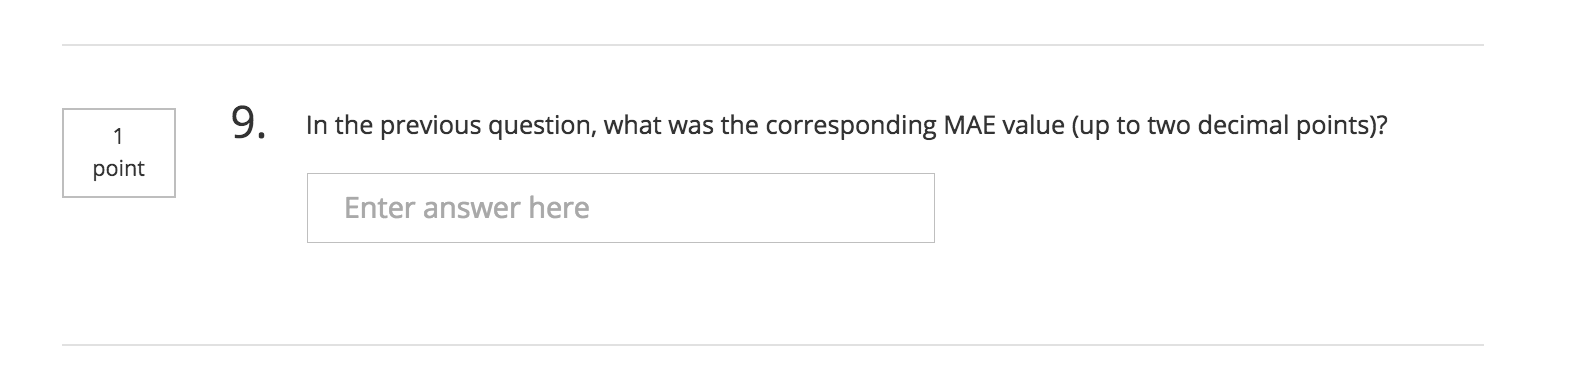 9. In the previous question, what was the corresponding MAE value (up to two decimal points)?
1
point
Enter answer here